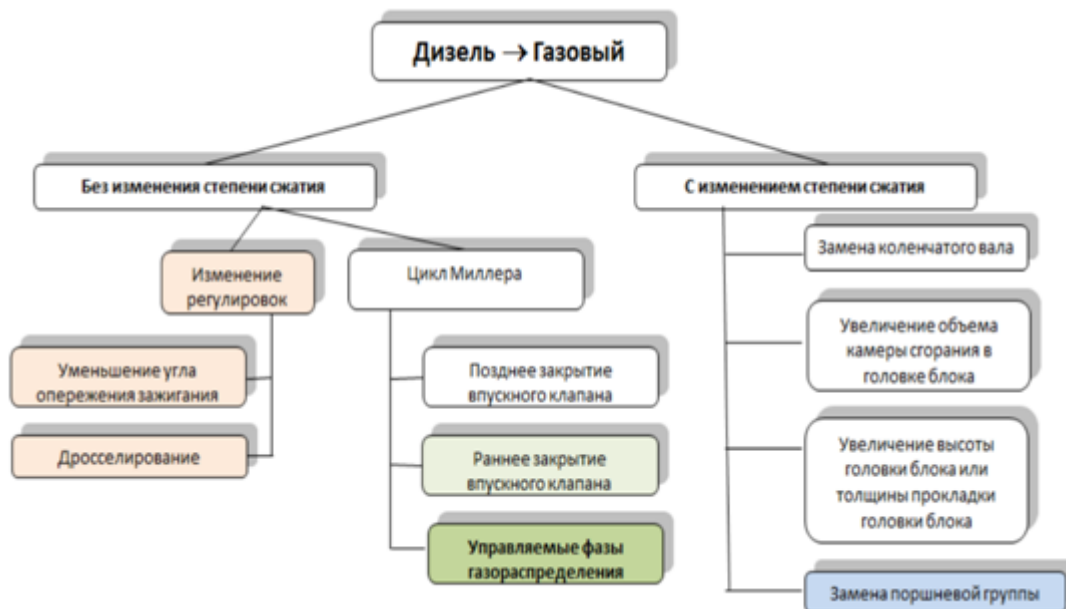 Дизель → Газовый
Без изменения степени сжатия
С изменением степени сжатия
Изменение
регулировок
Цикл Миллера
Уменьшение угла
опережения зажигания
Дросселирование
Позднее закрытие
впускного клапана
Раннее закрытие
впускного клапана
Управляемые фазы
газораспределения
Замена коленчатого вала
Увеличение объема
камеры сгорания в
головке блока
Увеличение высоты
головки блока или
толщины прокладки
головки блока
Замена поршневой группы